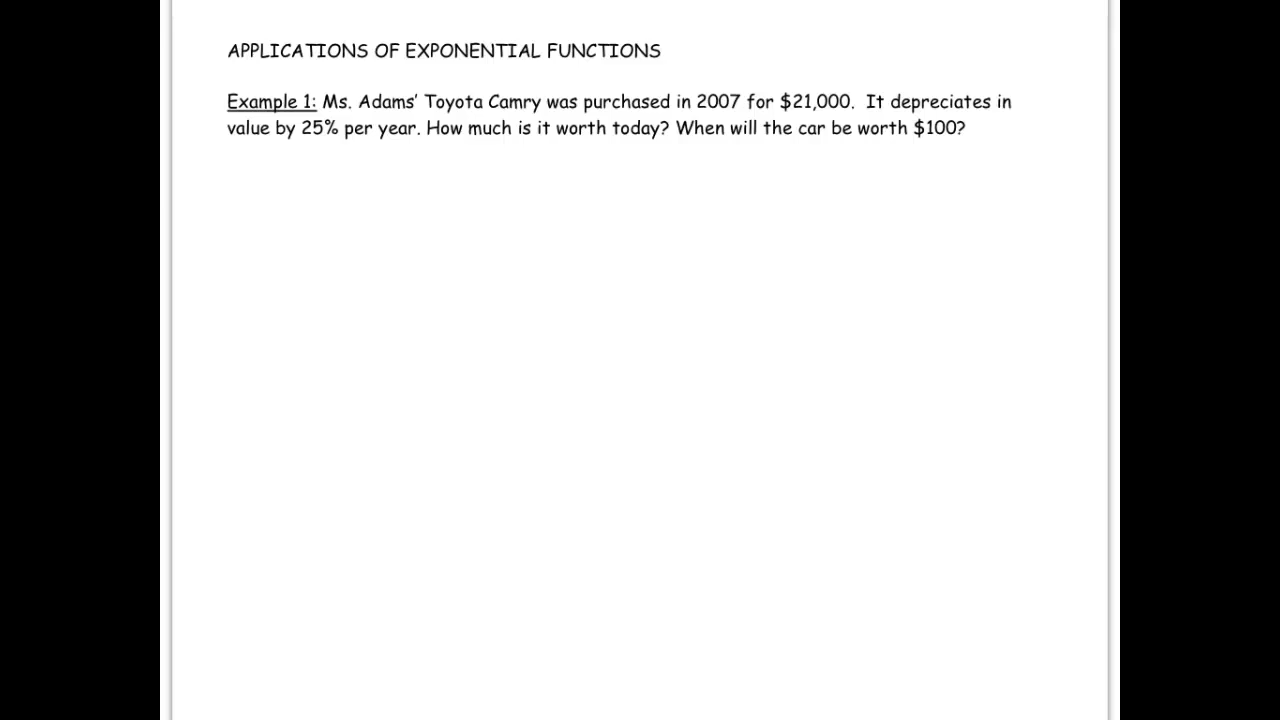 APPLICATIONS OF EXPONENTIAL FUNCTIONS
Example 1: Ms. Adams' Toyota Camry was purchased in 2007 for $21,000.  It depreciates in
value by 25% per year. How much is it worth today? When will the car be worth $100?